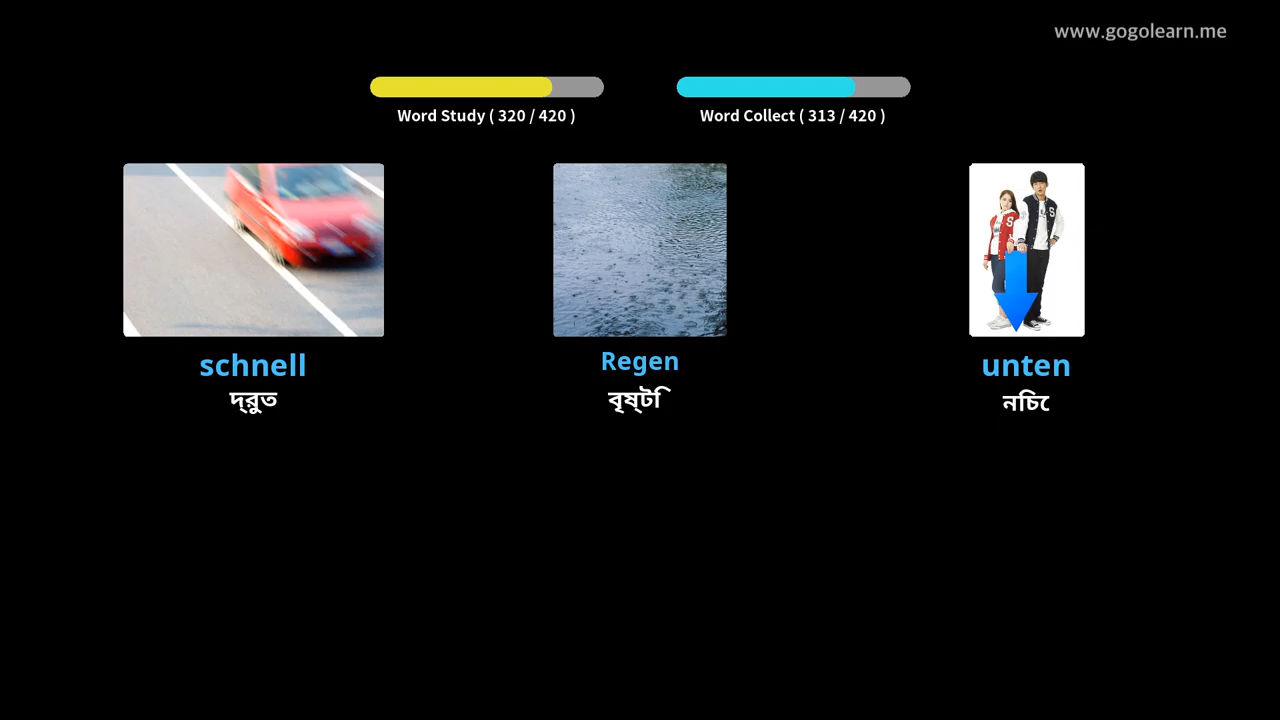 www.gogolearn.me
Word Study ( 320 / 420 )
Word Collect ( 313 / 420 )
schnell
Regen
unten
দ্রুত
বৃষ্টি
নিচে